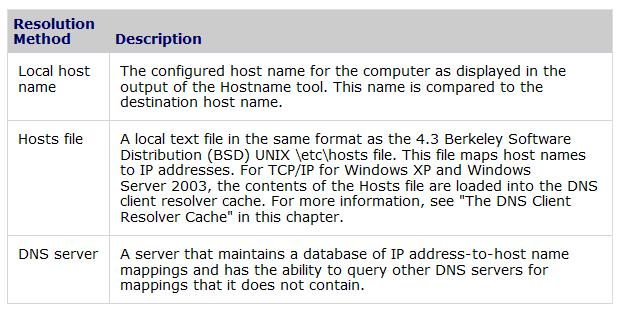 Resolution
Method
Description
Local host
name
The configured host name for the computer as displayed in the
output of the Hostname tool. This name is compared to the
destination host name.
Hosts file
A local text file in the same format as the 4.3 Berkeley Software
Distribution (BSD) UNIX \etc\hosts file. This file maps host names
to IP addresses. For TCP/IP for Windows XP and Windows
Server 2003, the contents of the Hosts file are loaded into the DNS
client resolver cache. For more information, see "The DNS Client
Resolver Cache" in this chapter.
DNS server
A server that maintains a database of IP address-to-host name
mappings and has the ability to query other DNS servers for
mappings that it does not contain.